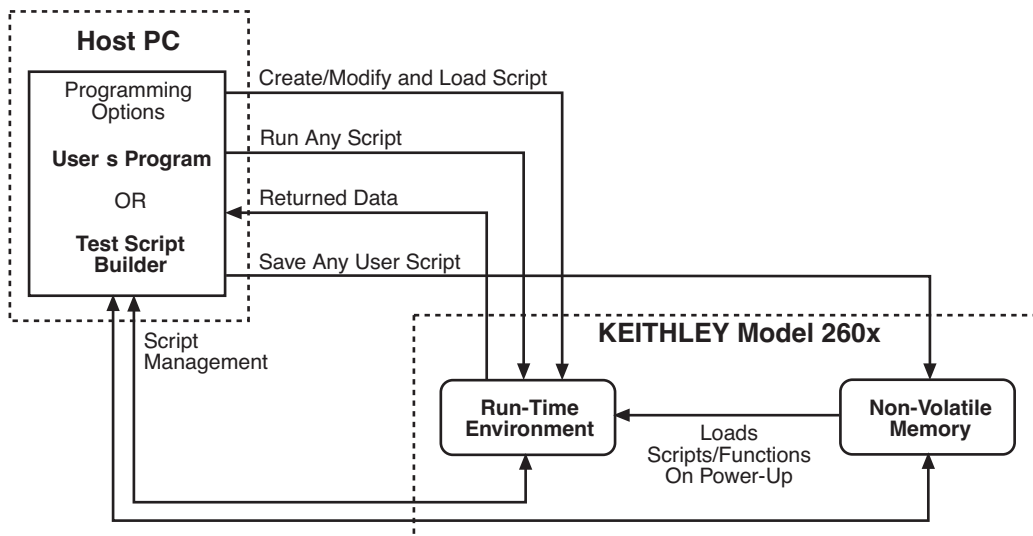 Host PC
Programming
Options
User s Program
OR
Test Script
Builder
Create/Modify and Load Script
Run Any Script
Returned Data
Save Any User Script
Script
Management
KEITHLEY Model 260x
Run-Time
Environment
Non-Volatile
Memory
Loads
Scripts/Functions
On Power-Up